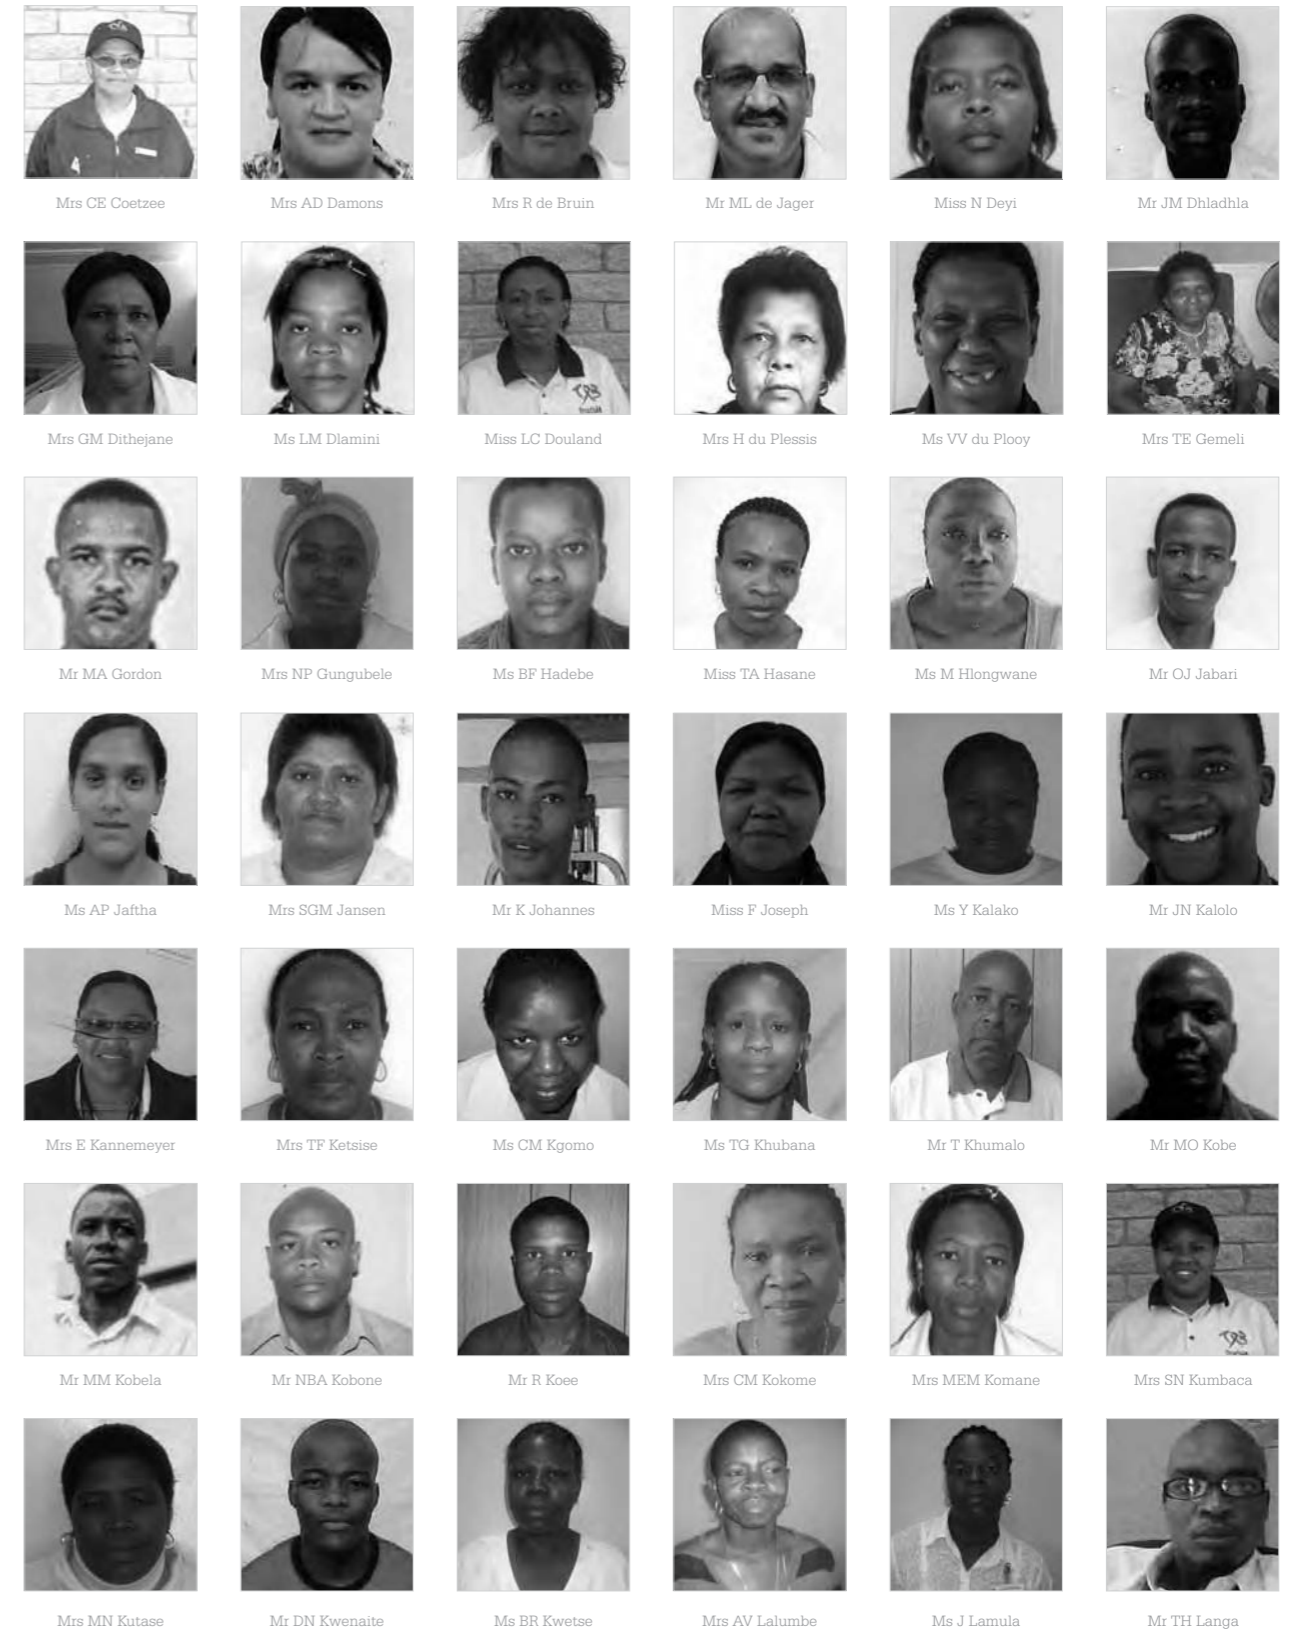 Mrs CE Coetzee
Mrs AD Damons
Mrs R de Bruin
Mr ML de Jager
Miss N Deyi
Mr JM Dhladhla
Mrs GM Dithejane
Ms LM Dlamini
Miss LC Douland
Mrs H du Plessis
Ms VV du Plooy
Mrs TE Gemeli
Mr MA Gordon
Mrs NP Gungubele
Ms BF Hadebe
Miss TA Hasane
Ms M Hlongwane
Mr OJ Jabari
Ms AP Jaftha
Mrs SGM Jansen
Mr K Johannes
Miss F Joseph
Ms Y Kalako
Mr JN Kalolo
Mrs E Kannemeyer
Mrs TF Ketsise
Ms CM Kgomo
Ms TG Khubana
Mr T Khumalo
Mr MO Kobe
Mr MM Kobela
Mr NBA Kobone
Mr R Koee
Mrs CM Kokome
Mrs MEM Komane
Mrs SN Kumbaca
Mrs MN Kutase
Mr DN Kwenaite
Ms BR Kwetse
Mrs AV Lalumbe
Ms J Lamula
Mr TH Langa